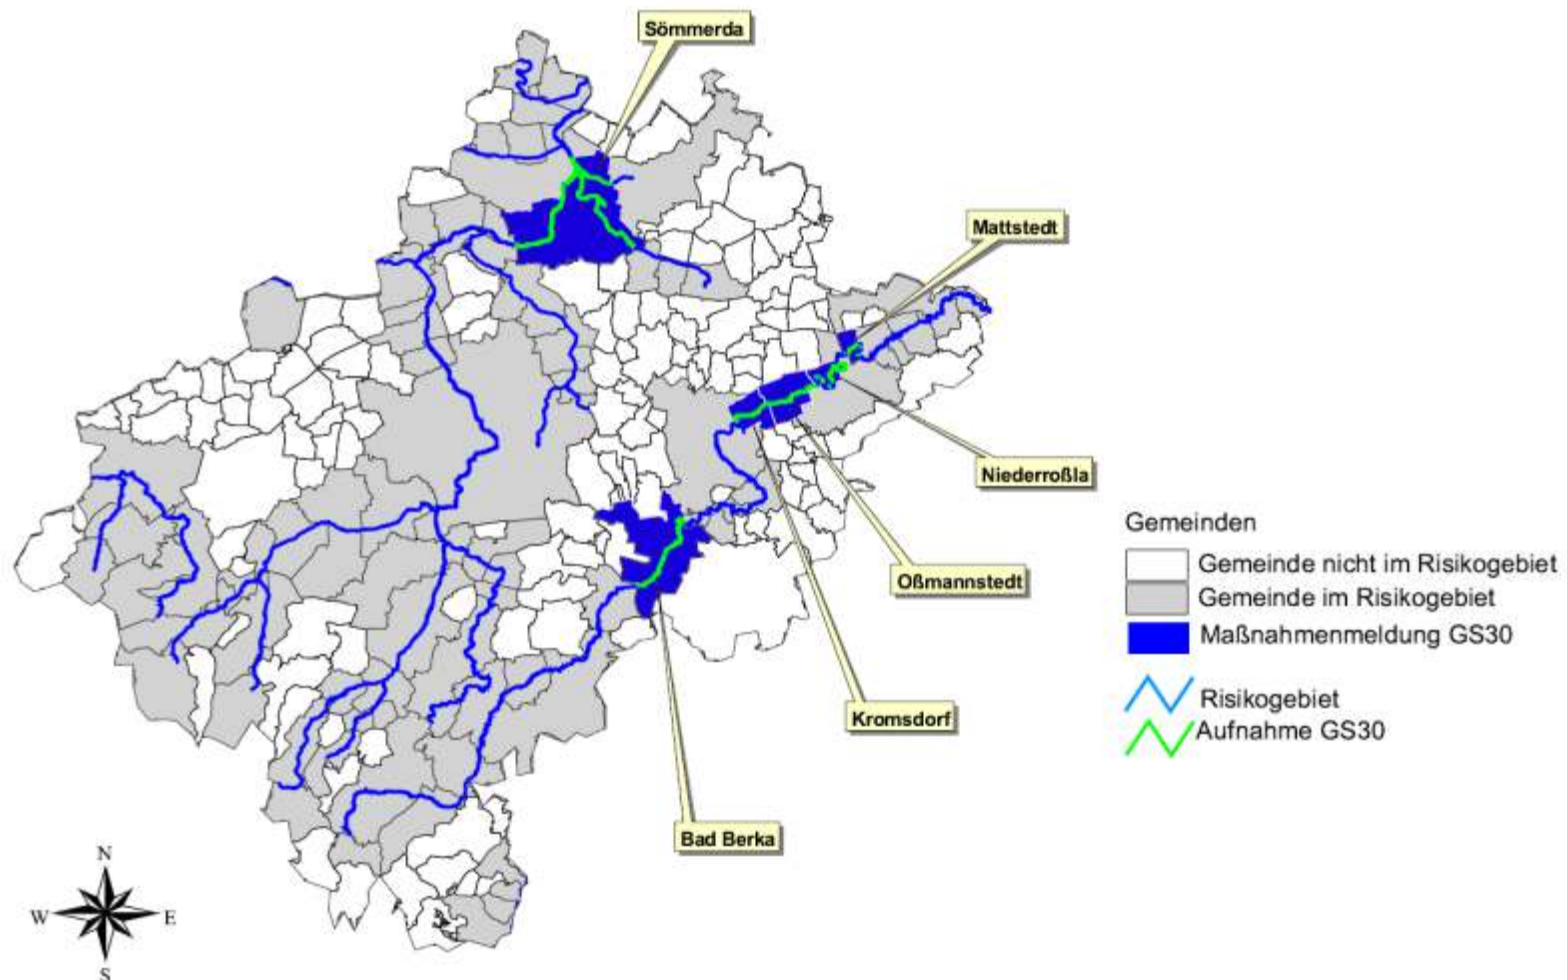 Sömmerda
Mattstedt
Niederroßla
Oßmannstedt
Kromsdorf
Bad Berka
Gemeinden
Gemeinde nicht im Risikogebiet
Gemeinde im Risikogebiet
Maßnahmenmeldung GS30
Risikogebiet
Aufnahme GS30
N
W
E
S